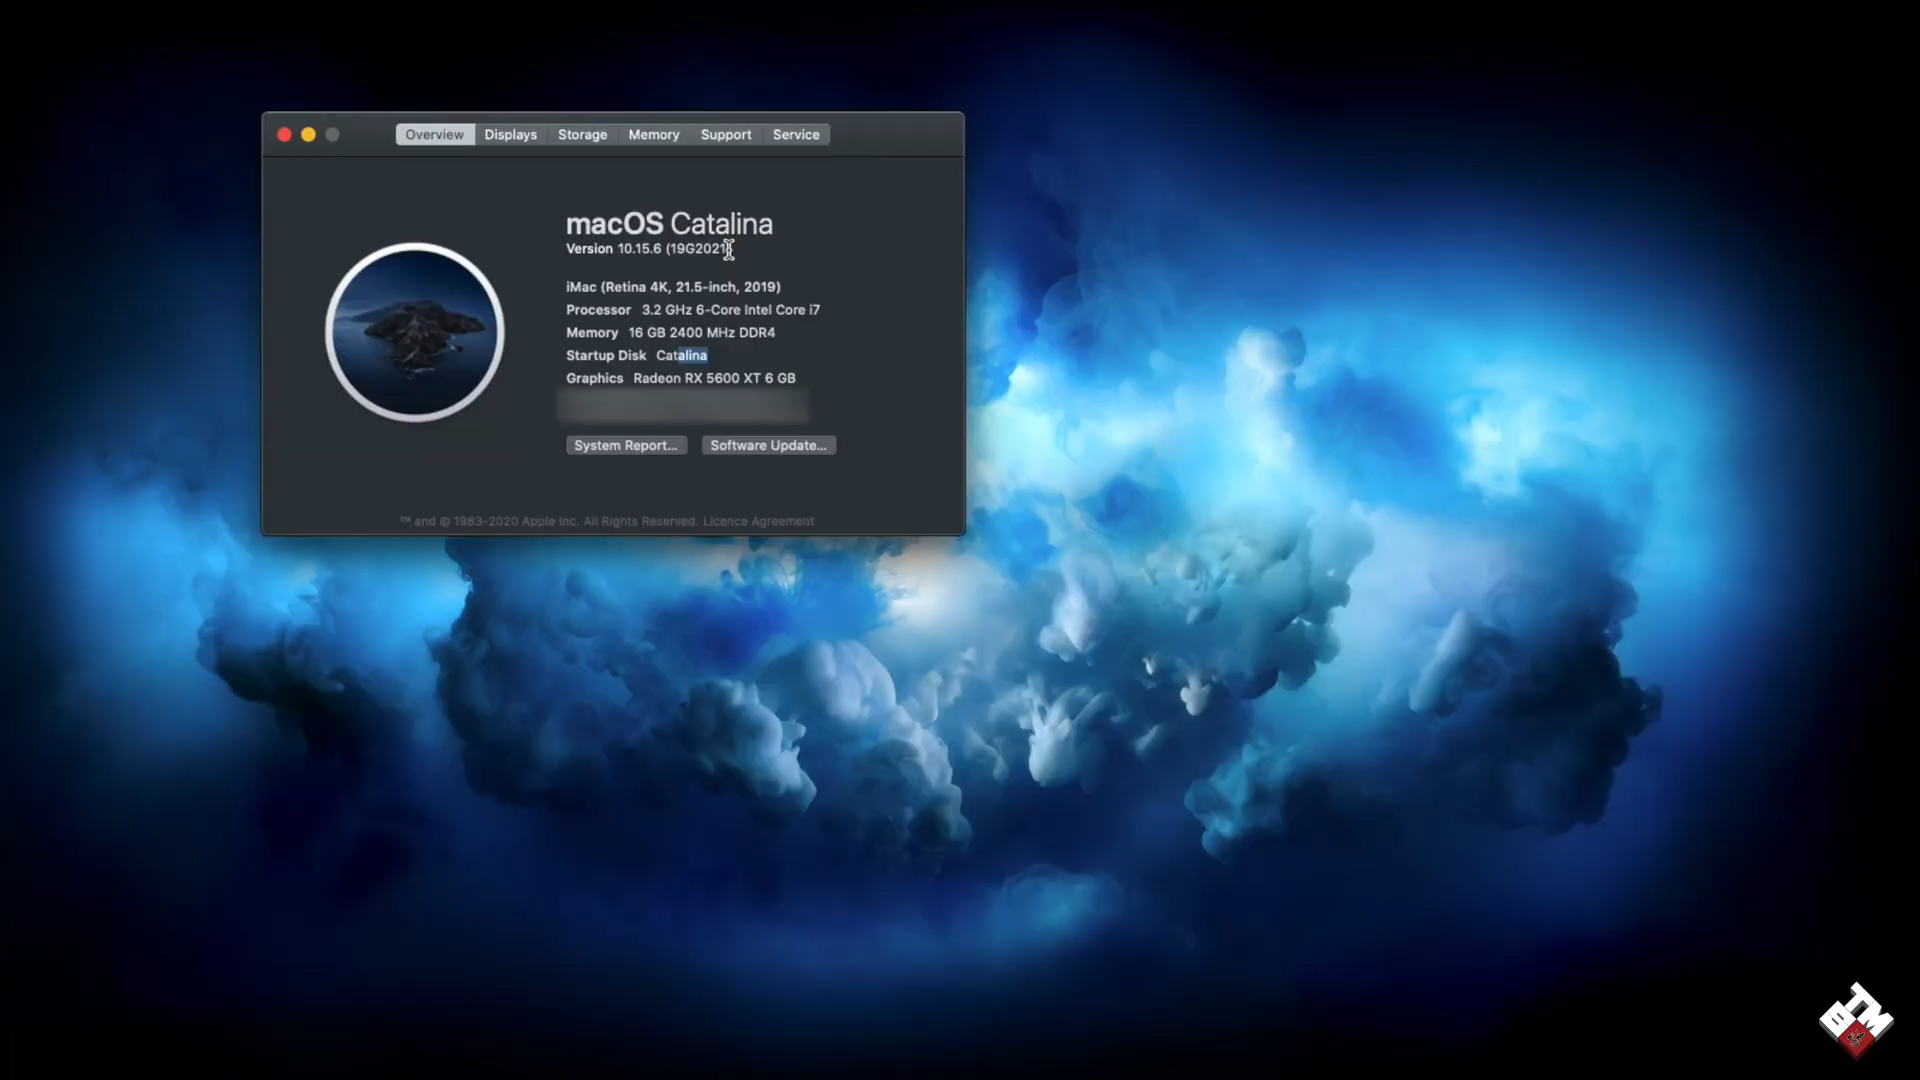 Overview Displays Storage Memory Support Service
macOS Catalina
Version 10.15.6 (19G2021)
iMac (Retina 4K, 21.5-inch, 2019)
Processor 3.2 GHz 6-Core Intel Core i7
Memory 16 GB 2400 MHz DDR4
Startup Disk Catalina
Graphics Radeon RX 5600 XT 6 GB
System Report... Software Update...
™ and © 1983-2020 Apple Inc. All Rights Reserved. Licence Agreement